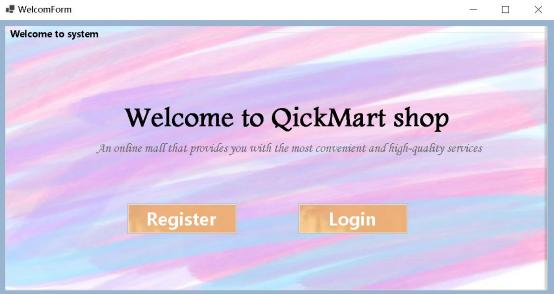 WelcomForm
Welcome to system
Welcome to QickMart shop
An online mall that provides you with the most convenient and high-quality services
Register
Login